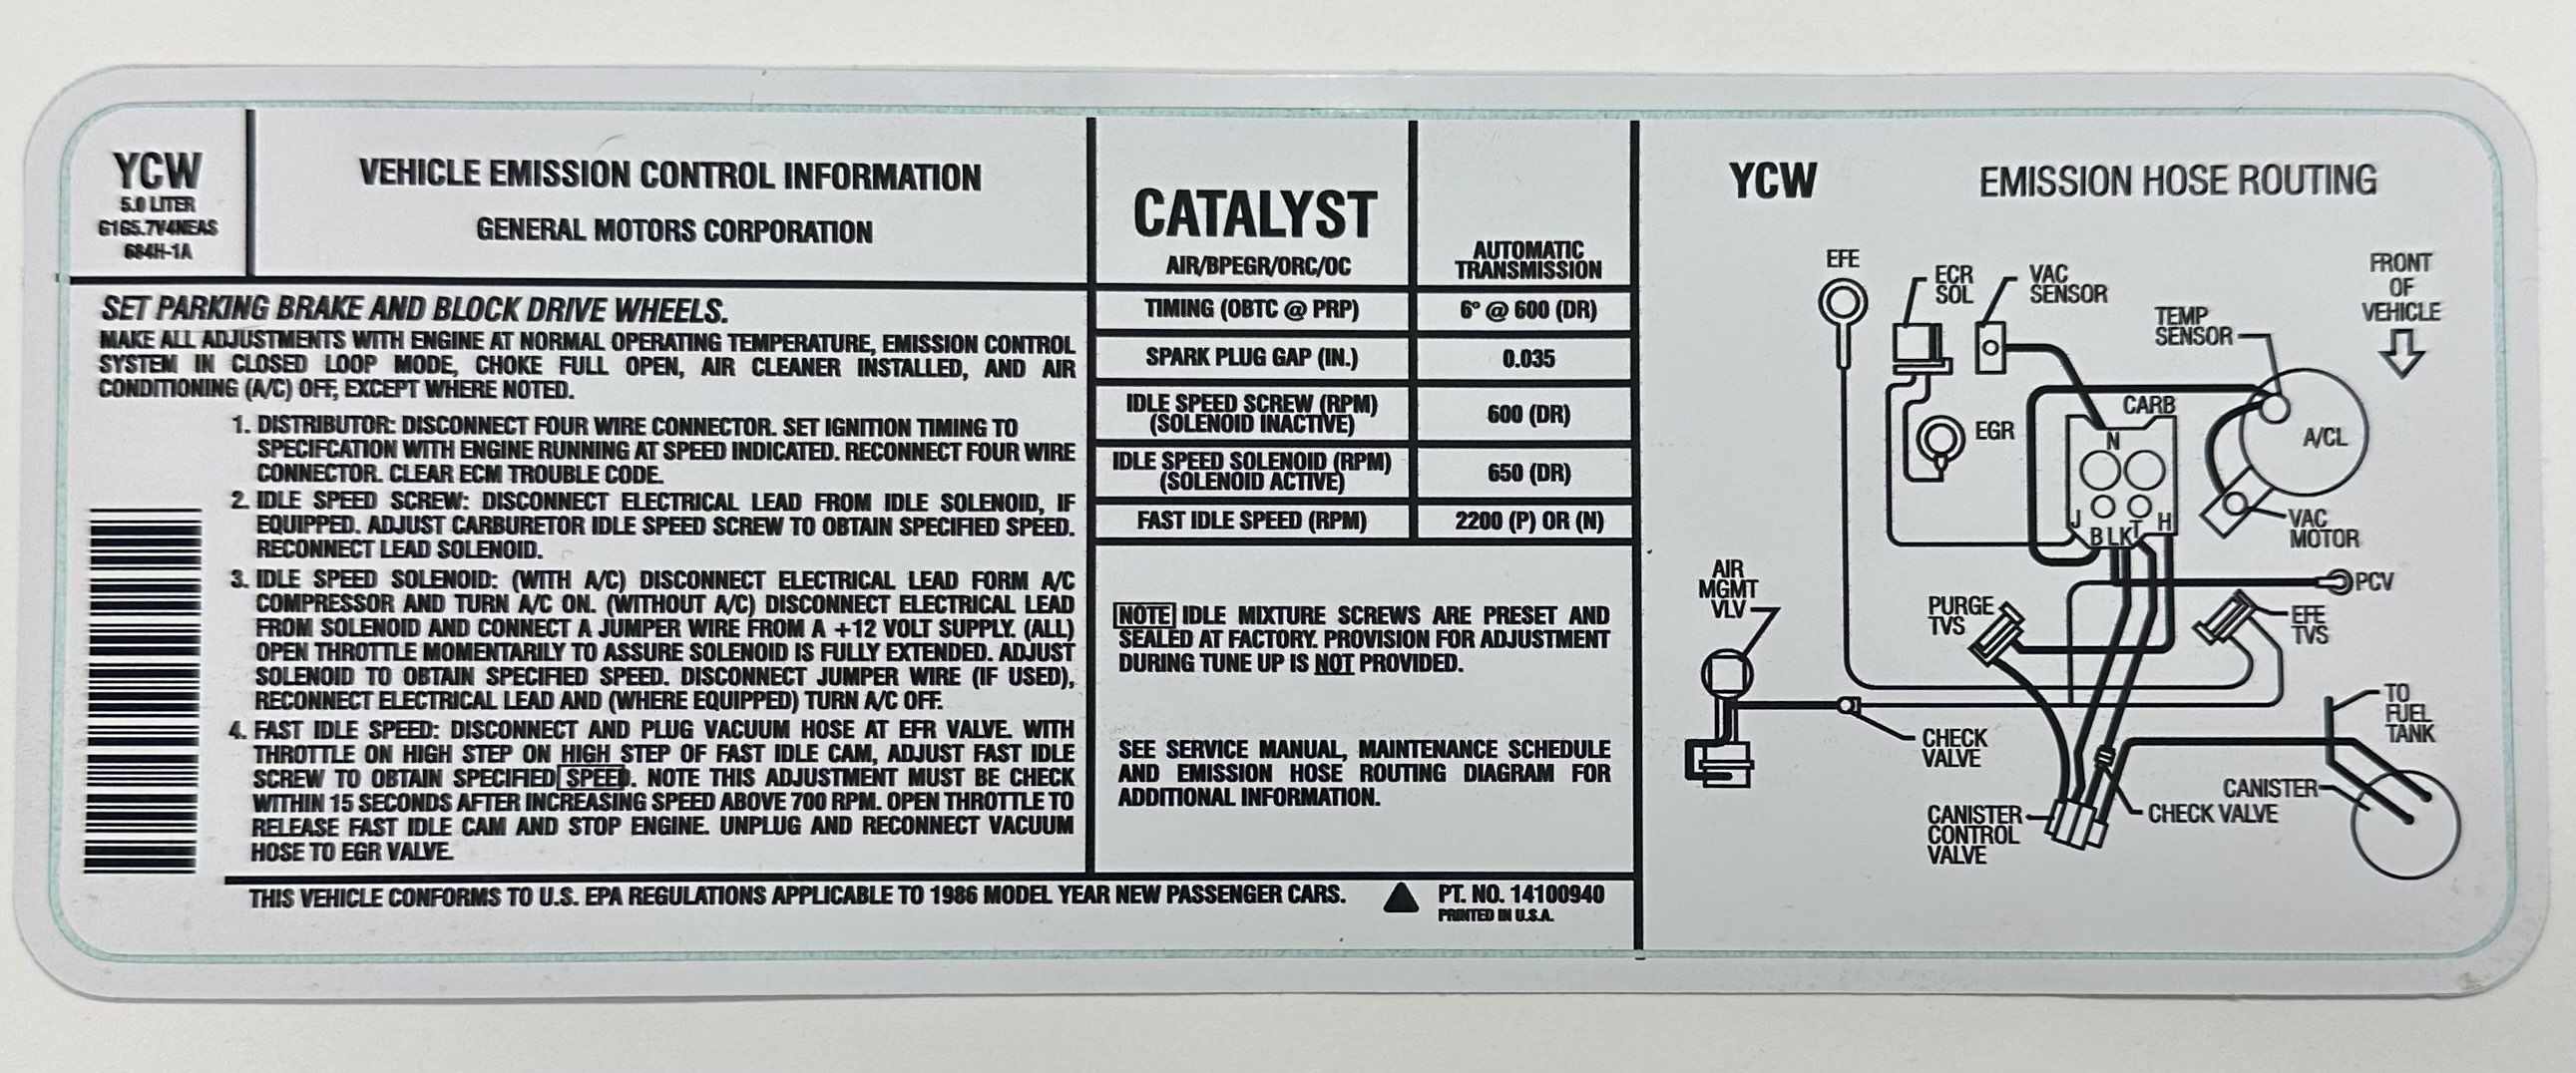 YCW
5.0 LITER
G1G5.7V4NEAS
684H-1A
VEHICLE EMISSION CONTROL INFORMATION
GENERAL MOTORS CORPORATION
SET PARKING BRAKE AND BLOCK DRIVE WHEELS.
MAKE ALL ADJUSTMENTS WITH ENGINE AT NORMAL OPERATING TEMPERATURE, EMISSION CONTROL
SYSTEM IN CLOSED LOOP MODE, CHOKE FULL OPEN, AIR CLEANER INSTALLED, AND AIR
CONDITIONING (A/C) OFF, EXCEPT WHERE NOTED.
1. DISTRIBUTOR: DISCONNECT FOUR WIRE CONNECTOR. SET IGNITION TIMING TO
SPECIFCATION WITH ENGINE RUNNING AT SPEED INDICATED. RECONNECT FOUR WIRE
CONNECTOR. CLEAR ECM TROUBLE CODE.
2. IDLE SPEED SCREW: DISCONNECT ELECTRICAL LEAD FROM IDLE SOLENOID, IF
EQUIPPED. ADJUST CARBURETOR IDLE SPEED SCREW TO OBTAIN SPECIFIED SPEED.
RECONNECT LEAD SOLENOID.
3. IDLE SPEED SOLENOID: (WITH A/C) DISCONNECT ELECTRICAL LEAD FORM A/C
COMPRESSOR AND TURN A/C ON. (WITHOUT A/C) DISCONNECT ELECTRICAL LEAD
FROM SOLENOID AND CONNECT A JUMPER WIRE FROM A +12 VOLT SUPPLY. (ALL)
OPEN THROTTLE MOMENTARILY TO ASSURE SOLENOID IS FULLY EXTENDED. ADJUST
SOLENOID TO OBTAIN SPECIFIED SPEED. DISCONNECT JUMPER WIRE (IF USED),
RECONNECT ELECTRICAL LEAD AND (WHERE EQUIPPED) TURN A/C OFF.
4. FAST IDLE SPEED: DISCONNECT AND PLUG VACUUM HOSE AT EFR VALVE. WITH
THROTTLE ON HIGH STEP ON HIGH STEP OF FAST IDLE CAM, ADJUST FAST IDLE
SCREW TO OBTAIN SPECIFIED SPEED. NOTE THIS ADJUSTMENT MUST BE CHECK
WITHIN 15 SECONDS AFTER INCREASING SPEED ABOVE 700 RPM. OPEN THROTTLE TO
RELEASE FAST IDLE CAM AND STOP ENGINE. UNPLUG AND RECONNECT VACUUM
HOSE TO EGR VALVE.
CATALYST
AIR/BPEGR/ORC/OC
AUTOMATIC
TRANSMISSION
TIMING (OBTC @ PRP) 6° @ 600 (DR)
SPARK PLUG GAP (IN.) 0.035
IDLE SPEED SCREW (RPM)
(SOLENOID INACTIVE)
600 (DR)
IDLE SPEED SOLENOID (RPM)
(SOLENOID ACTIVE)
650 (DR)
FAST IDLE SPEED (RPM) 2200 (P) OR (N)
NOTE IDLE MIXTURE SCREWS ARE PRESET AND
SEALED AT FACTORY. PROVISION FOR ADJUSTMENT
DURING TUNE UP IS NOT PROVIDED.
SEE SERVICE MANUAL, MAINTENANCE SCHEDULE
AND EMISSION HOSE ROUTING DIAGRAM FOR
ADDITIONAL INFORMATION.
THIS VEHICLE CONFORMS TO U.S. EPA REGULATIONS APPLICABLE TO 1986 MODEL YEAR NEW PASSENGER CARS.
PT. NO. 14100940
PRINTED IN U.S.A.
YCW
EMISSION HOSE ROUTING
EFE
ECR
SOL
VAC
SENSOR
TEMP
SENSOR
FRONT
OF
VEHICLE
CARB
EGR
N
A/CL
J
B L K T H
VAC
MOTOR
AIR
MGMT
VLV
PURGE
TVS
PCV
EFE
TVS
CHECK
VALVE
TO
FUEL
TANK
CANISTER
CANISTER
CONTROL
VALVE
CHECK VALVE